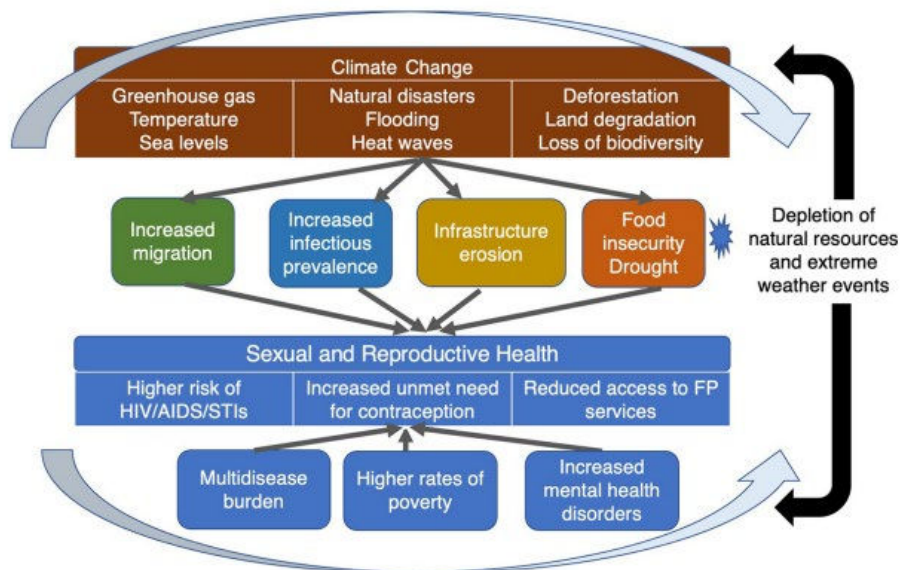 Climate Change
Greenhouse gas
Temperature
Sea levels
Natural disasters
Flooding
Heat waves
Deforestation
Land degradation
Loss of biodiversity
Increased
migration
Increased
infectious
prevalence
Infrastructure
erosion
Food
insecurity
Drought
Depletion of
natural resources
and extreme
weather events
Sexual and Reproductive Health
Higher risk of
HIV/AIDS/STIs
Increased unmet need
for contraception
Reduced access to FP
services
Multidisease
burden
Higher rates of
poverty
Increased
mental health
disorders